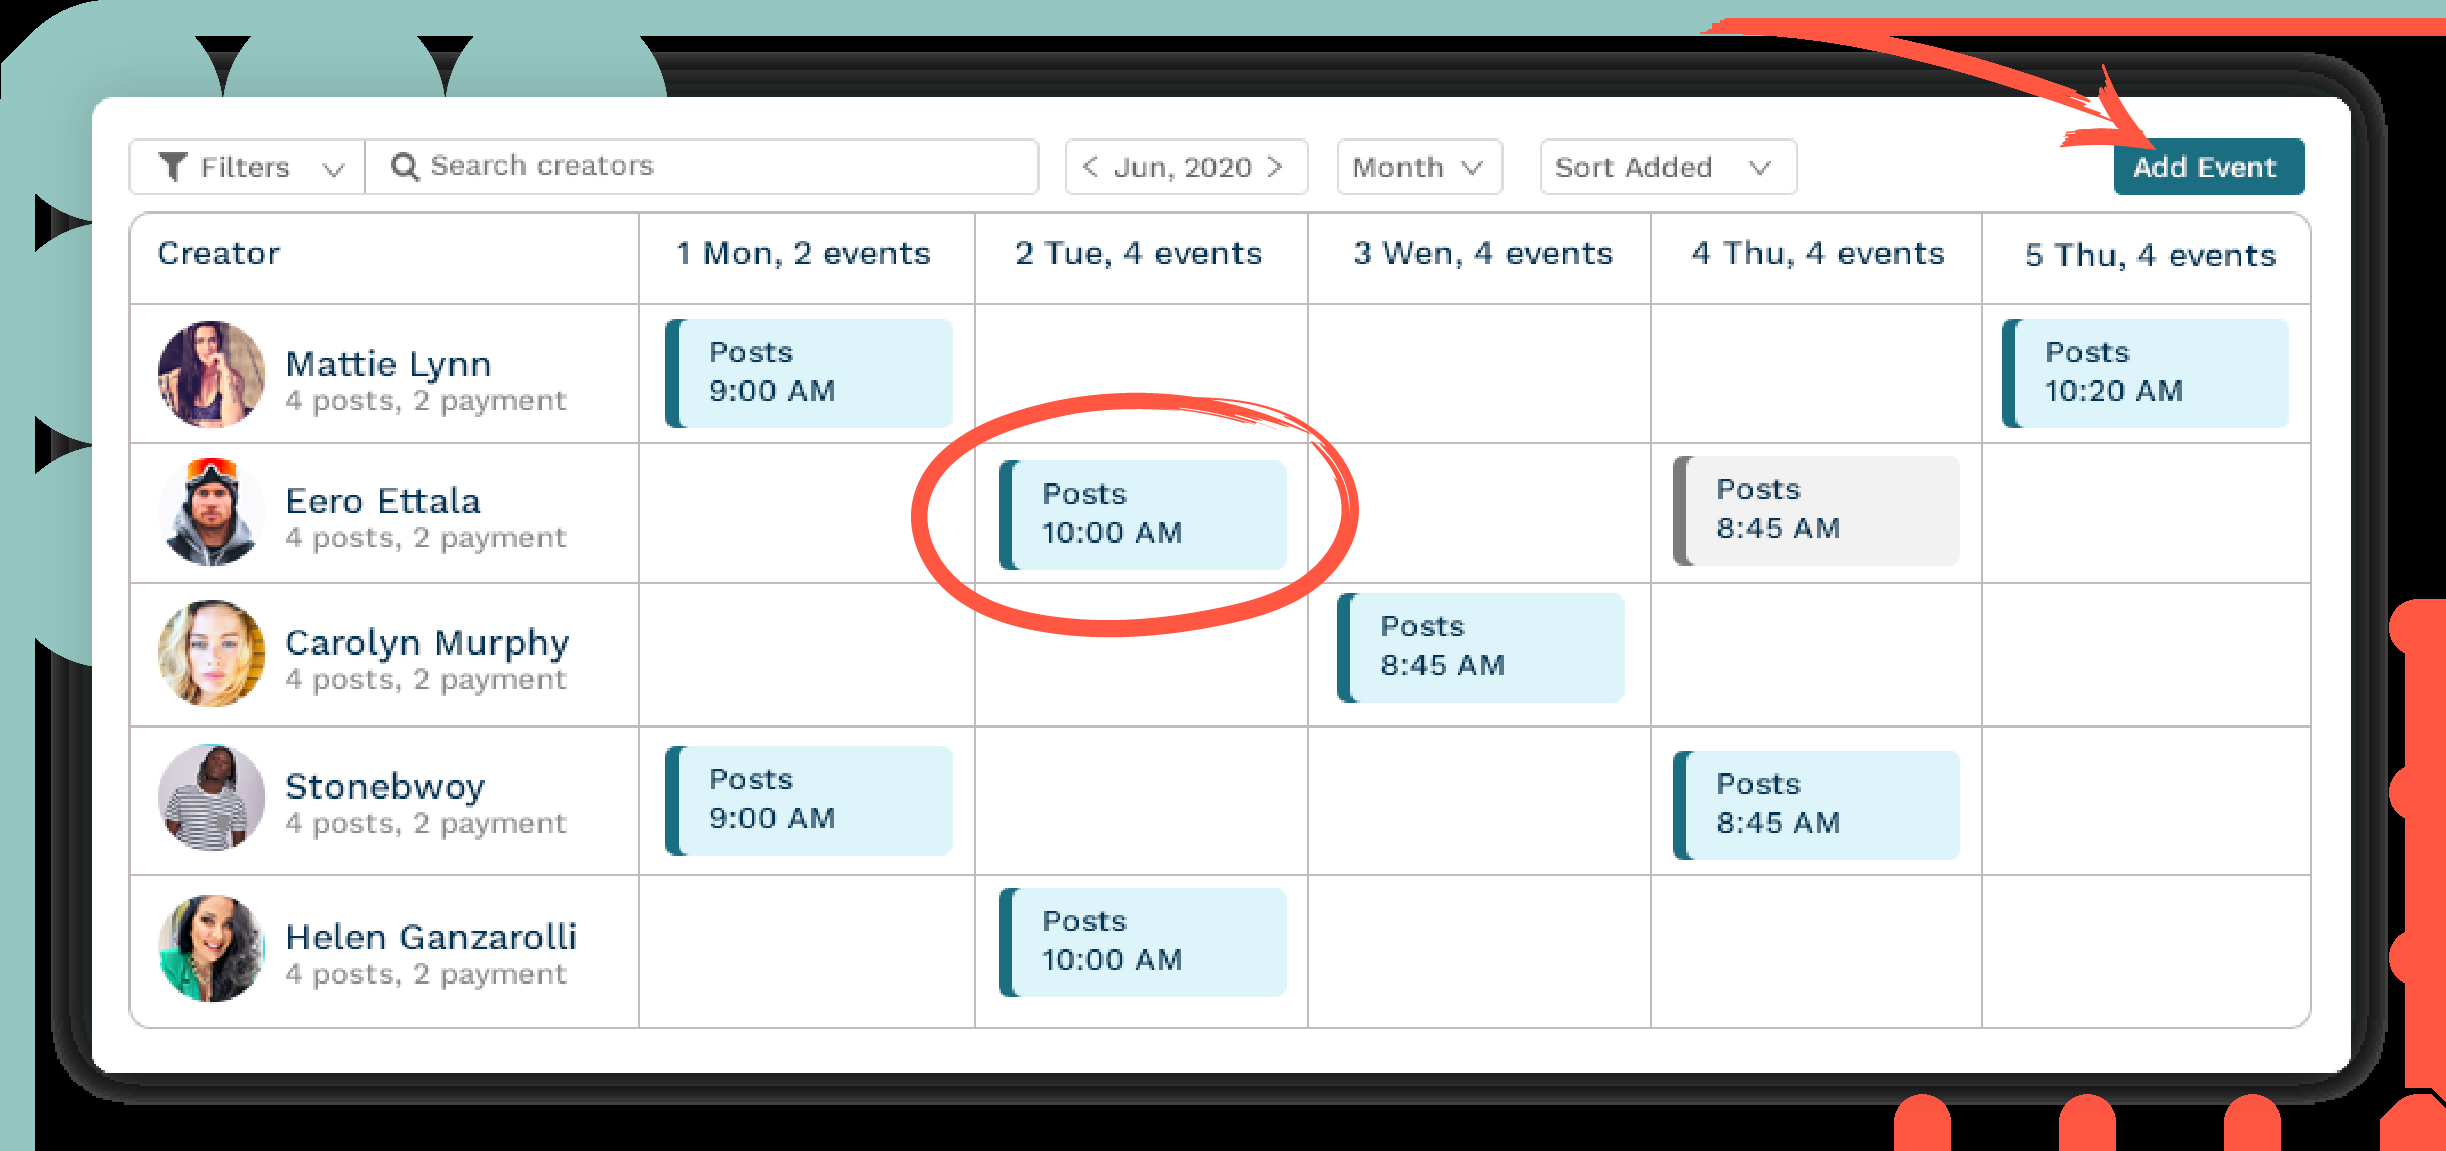 Filters
Search creators
< Jun, 2020 >
Month
Sort Added
Add Event
Creator
1 Mon, 2 events
2 Tue, 4 events
3 Wen, 4 events
4 Thu, 4 events
5 Thu, 4 events
Mattie Lynn
4 posts, 2 payment
Posts
9:00 AM
Posts
10:20 AM
Eero Ettala
4 posts, 2 payment
Posts
10:00 AM
Posts
8:45 AM
Carolyn Murphy
4 posts, 2 payment
Posts
8:45 AM
Stonebwoy
4 posts, 2 payment
Posts
9:00 AM
Posts
8:45 AM
Helen Ganzarolli
4 posts, 2 payment
Posts
10:00 AM